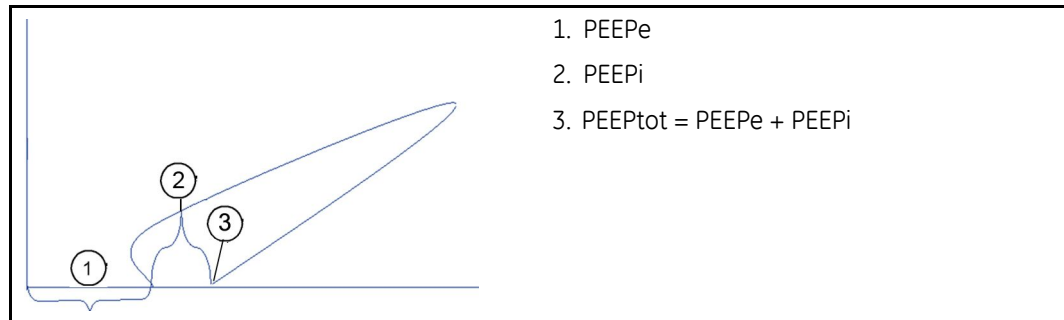 1. PEEPe
2. PEEPi
3. PEEPtot = PEEPe + PEEPi
2
3
1